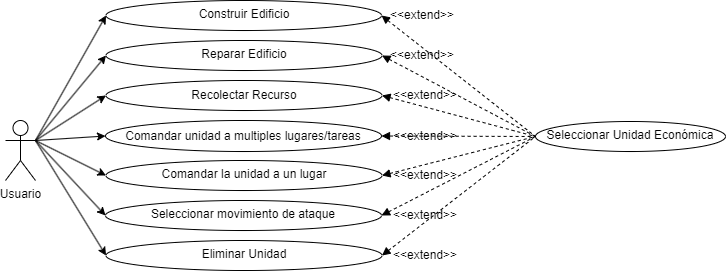 Construir Edificio
<<extend>>
Reparar Edificio
<<extend>>
Recolectar Recurso
<<extend>>
Comandar unidad a multiples lugares/tareas
<<extend>>
Seleccionar Unidad Económica
Comandar la unidad a un lugar
<<extend>>
Usuario
Seleccionar movimiento de ataque
<<extend>>
Eliminar Unidad
<<extend>>